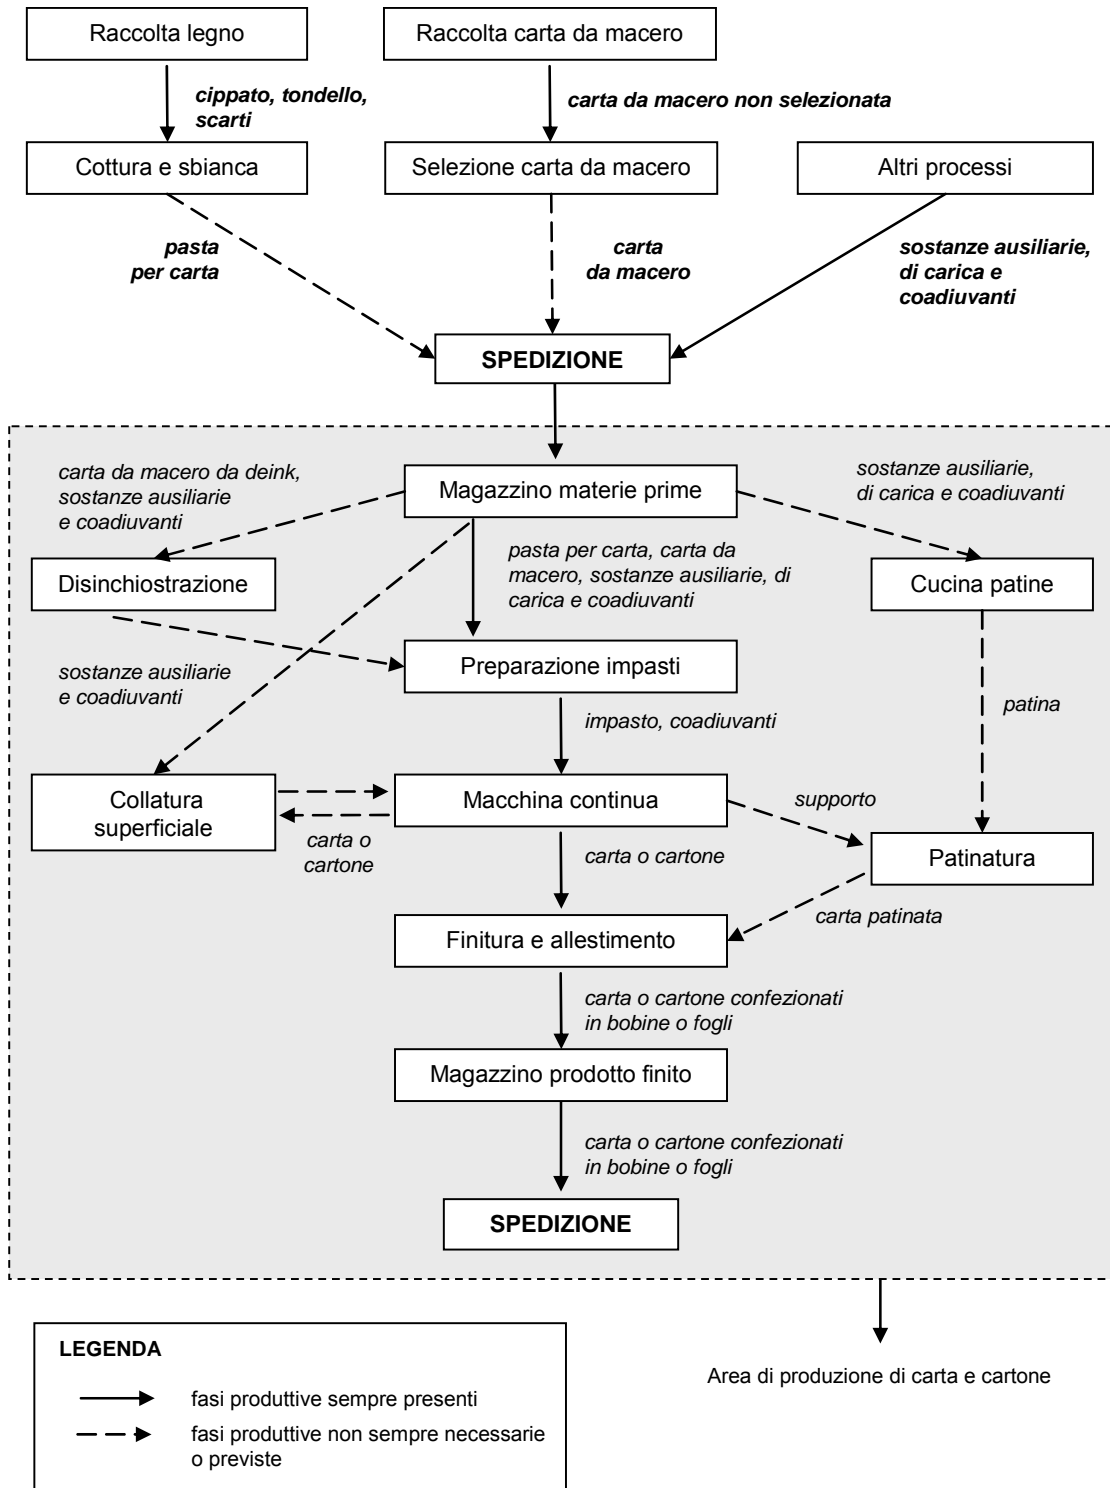 Raccolta legno
Raccolta carta da macero
cippato, tondello,
scarti
carta da macero non selezionata
Cottura e sbianca
Selezione carta da macero
Altri processi
pasta
per carta
carta
da macero
sostanze ausiliarie,
di carica e
coadiuvanti
SPEDIZIONE
carta da macero da deink,
sostanze ausiliarie
e coadiuvanti
Magazzino materie prime
sostanze ausiliarie,
di carica e coadiuvanti
Disinchiostrazione
pasta per carta, carta da
macero, sostanze ausiliarie, di
carica e coadiuvanti
Cucina patine
sostanze ausiliarie
e coadiuvanti
Preparazione impasti
impasto, coadiuvanti
patina
Collatura
superficiale
Macchina continua
supporto
carta o
cartone
carta o cartone
Patinatura
Finitura e allestimento
carta patinata
carta o cartone confezionati
in bobine o fogli
Magazzino prodotto finito
carta o cartone confezionati
in bobine o fogli
SPEDIZIONE
LEGENDA
fasi produttive sempre presenti
fasi produttive non sempre necessarie
o previste
Area di produzione di carta e cartone